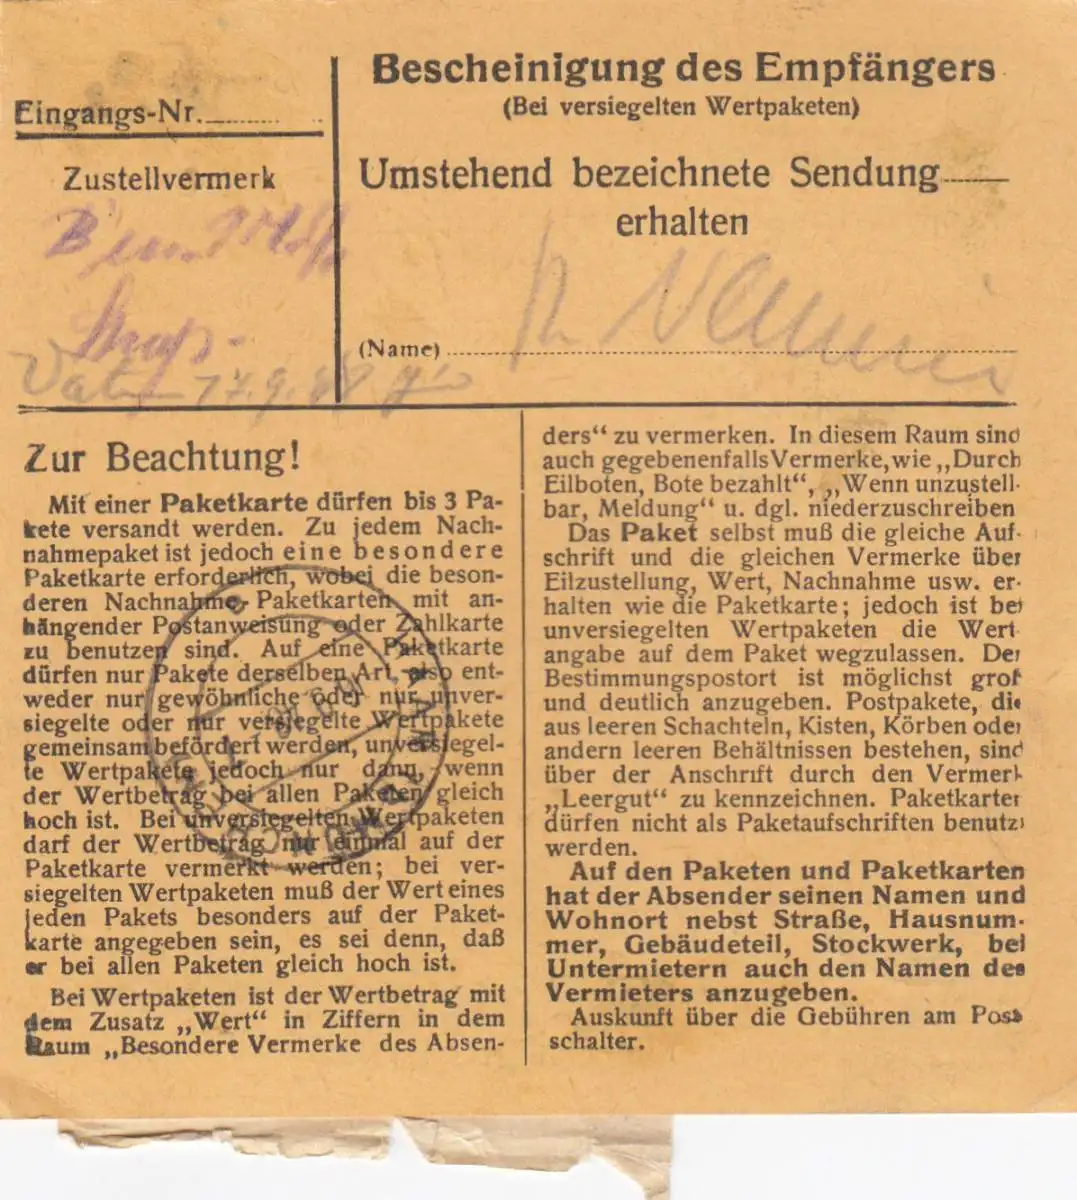 Eingangs-Nr.
Zustellvermerk
17.9.48
Bescheinigung des Empfängers
(Bei versiegelten Wertpaketen)
Umstehend bezeichnete Sendung
erhalten
(Name)
Zur Beachtung!
Mit einer Paketkarte dürfen bis 3 Pa-
kete versandt werden. Zu jedem Nach-
nahmepaket ist jedoch eine besondere
Paketkarte erforderlich, wobei die beson-
deren Nachnahme-Paketkarten mit an-
hängender Postanweisung oder Zahlkarte
zu benutzen sind. Auf eine Paketkarte
dürfen nur Pakete derselben Art, also ent-
weder nur gewöhnliche oder nur unver-
siegelte oder nur versiegelte Wertpakete
gemeinsam befördert werden, unversiegel-
te Wertpakete jedoch nur dann, wenn
der Wertbetrag bei allen Paketen gleich
hoch ist. Bei unversiegelten Wertpaketen
darf der Wertbetrag nur einmal auf der
Paketkarte vermerkt werden; bei ver-
siegelten Wertpaketen muß der Wert eines
jeden Pakets besonders auf der Paket-
karte angegeben sein, es sei denn, daß
er bei allen Paketen gleich hoch ist.
Bei Wertpaketen ist der Wertbetrag mit
dem Zusatz „Wert“ in Ziffern in dem
Raum „Besondere Vermerke des Absen-
ders“ zu vermerken. In diesem Raum sind
auch gegebenenfalls Vermerke, wie „Durch
Eilboten, Bote bezahlt“, „Wenn unzustell-
bar, Meldung“ u. dgl. niederzuschreiben
Das Paket selbst muß die gleiche Auf-
schrift und die gleichen Vermerke über
Eilzustellung, Wert, Nachnahme usw. er-
halten wie die Paketkarte; jedoch ist bei
unversiegelten Wertpaketen die Wert-
angabe auf dem Paket wegzulassen. Der
Bestimmungspostort ist möglichst groß
und deutlich anzugeben. Postpakete, die
aus leeren Schachteln, Kisten, Körben oder
andern leeren Behältnissen bestehen, sind
über der Anschrift durch den Vermerk
„Leergut“ zu kennzeichnen. Paketkarten
dürfen nicht als Paketaufschriften benutzt
werden.
Auf den Paketen und Paketkarten
hat der Absender seinen Namen und
Wohnort nebst Straße, Hausnum-
mer, Gebäudeteil, Stockwerk, bei
Untermietern auch den Namen des
Vermieters anzugeben.
Auskunft über die Gebühren am Post
schalter.